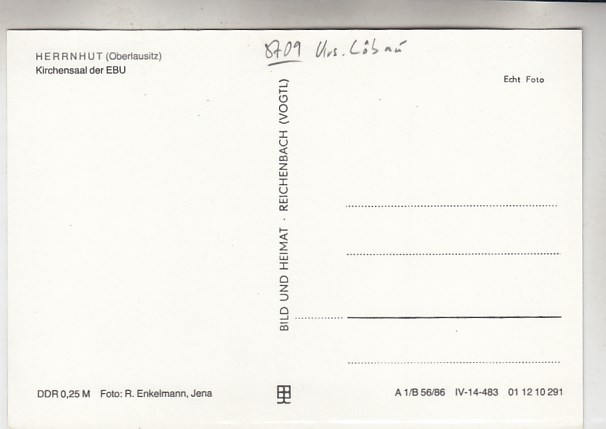 HERRNHUT (Oberlausitz)
Kirchensaal der EBU
8709 Krs. Löbau
Echt Foto
BILD UND HEIMAT · REICHENBACH (VOGTL)
DDR 0,25 M Foto: R. Enkelmann, Jena
A 1/B 56/86 IV-14-483 01 12 10 291